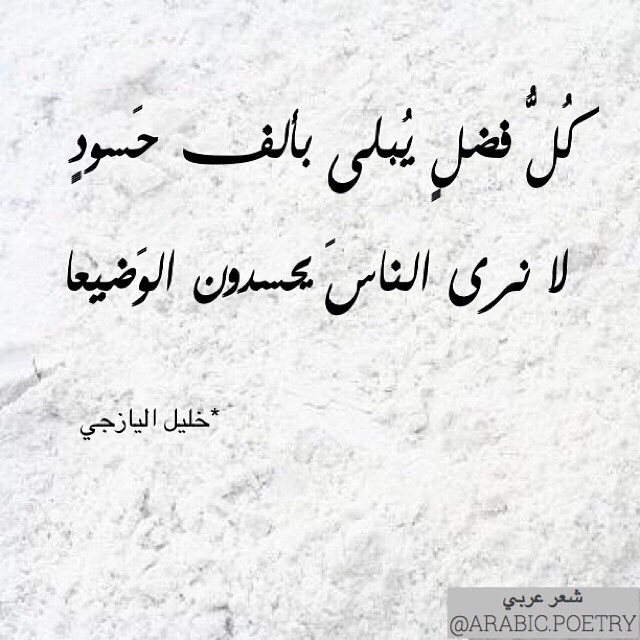 كُلُّ فضلٍ يُبلى بألف حَسودٍ
لا نرى الناسَ يحسدون الوَضيعا
*خليل اليازجي
شعر عربي
@ARABIC.POETRY